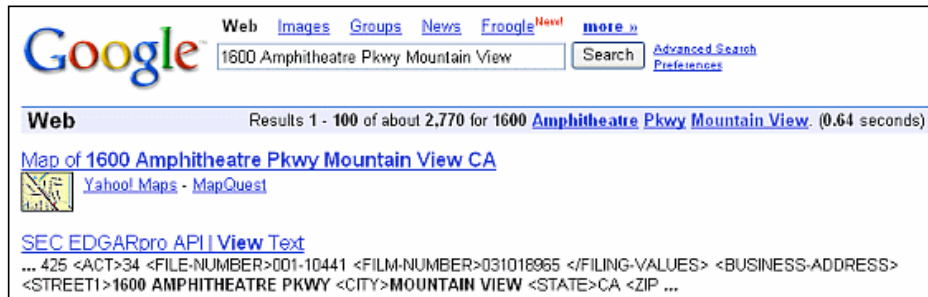 Web Images Groups News Froogle New! more »
Google
1600 Amphitheatre Pkwy Mountain View Search Advanced Search
Preferences
Web Results 1 - 100 of about 2,770 for 1600 Amphitheatre Pkwy Mountain View. (0.64 seconds)
Map of 1600 Amphitheatre Pkwy Mountain View CA
Yahoo! Maps - MapQuest
SEC EDGARpro API | View Text
... 425 <ACT>34 <FILE-NUMBER>001-10441 <FILM-NUMBER>031018965 </FILING-VALUES> <BUSINESS-ADDRESS>
<STREET1>1600 AMPHITHEATRE PKWY <CITY>MOUNTAIN VIEW <STATE>CA <ZIP ...